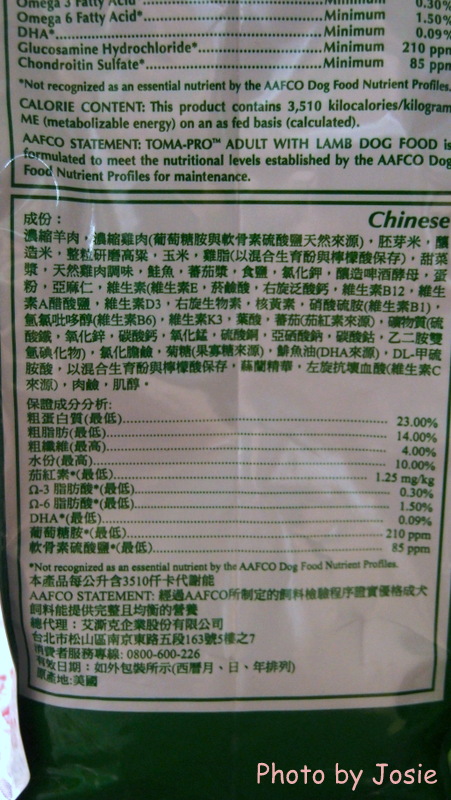 Omega 3 Fatty Acid*......Minimum 0.30%
Omega 6 Fatty Acid*......Minimum 1.50%
DHA*......Minimum 0.09%
Glucosamine Hydrochloride*......Minimum 210 ppm
Chondroitin Sulfate*......Minimum 85 ppm
*Not recognized as an essential nutrient by the AAFCO Dog Food Nutrient Profiles.
CALORIE CONTENT: This product contains 3,510 kilocalories/kilogram
ME (metabolizable energy) on an as fed basis (calculated).
AAFCO STATEMENT: TOMA-PRO™ ADULT WITH LAMB DOG FOOD is
formulated to meet the nutritional levels established by the AAFCO Dog
Food Nutrient Profiles for maintenance.
Chinese
成份：
濃縮羊肉，濃縮雞肉(葡萄糖胺與軟骨素硫酸鹽天然來源)，胚芽米，釀
造米，整粒研磨高粱，玉米，雞脂(以混合生育酚與檸檬酸保存)，甜菜
漿，天然雞肉調味，鮭魚，蕃茄漿，食鹽，氯化鉀，釀造啤酒酵母，蛋
粉，亞麻仁，維生素(維生素E，菸鹼酸，右旋泛酸鈣，維生素B12，維生
素A醋酸鹽，維生素D3，右旋生物素，核黃素，硝酸硫胺(維生素B1)，
氫氯吡哆醇(維生素B6)，維生素K3，葉酸，蕃茄(茄紅素來源)，礦物質(硫
酸鐵，氧化鋅，碳酸鈣，氧化錳，硫酸銅，亞硒酸鈉，碳酸鈷，乙二胺雙
氫碘化物)，氯化膽鹼，菊糖(果寡糖來源)，鯡魚油(DHA來源)，DL-甲硫
胺酸，以混合生育酚與檸檬酸保存，絲蘭精華，左旋抗壞血酸(維生素C
來源)，肉鹼，肌醇。
保證成分分析:
粗蛋白質(最低)......23.00%
粗脂肪(最低)......14.00%
粗纖維(最高)......4.00%
水份(最高)......10.00%
茄紅素*(最低)......1.25 mg/kg
Ω-3 脂肪酸*(最低)......0.30%
Ω-6 脂肪酸*(最低)......1.50%
DHA*(最低)......0.09%
葡萄糖胺*(最低)......210 ppm
軟骨素硫酸鹽*(最低)......85 ppm
*Not recognized as an essential nutrient by the AAFCO Dog Food Nutrient Profiles.
本產品每公升含3510仟卡代謝能
AAFCO STATEMENT: 經過AAFCO所制定的飼料檢驗程序證實優格成犬
飼料能提供完整且均衡的營養
總代理：艾澌克企業股份有限公司
台北市松山區南京東路五段163號5樓之7
消費者服務專線: 0800-600-226
有效日期：如外包裝所示(西曆月、日、年排列)
原產地:美國
Photo by Josie